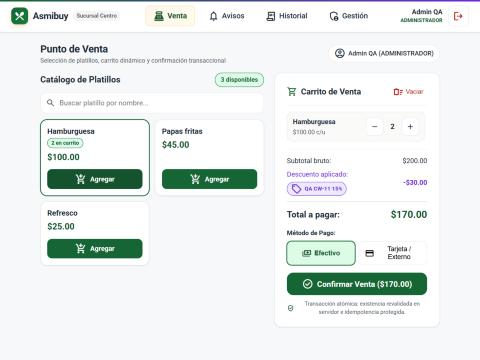 Asmibuy
Sucursal Centro
Venta
Avisos
Historial
Gestión
Admin QA
ADMINISTRADOR
Punto de Venta
Selección de platillos, carrito dinámico y confirmación transaccional
Admin QA (ADMINISTRADOR)
Catálogo de Platillos
3 disponibles
Buscar platillo por nombre...
Hamburguesa
2 en carrito
$100.00
Agregar
Papas fritas
$45.00
Agregar
Refresco
$25.00
Agregar
Carrito de Venta
Vaciar
Hamburguesa
$100.00 c/u
2
Subtotal bruto:
$200.00
Descuento aplicado:
QA CW-11 15%
-$30.00
Total a pagar:
$170.00
Método de Pago:
Efectivo
Tarjeta /
Externo
Confirmar Venta ($170.00)
Transacción atómica: existencia revalidada en
servidor e idempotencia protegida.